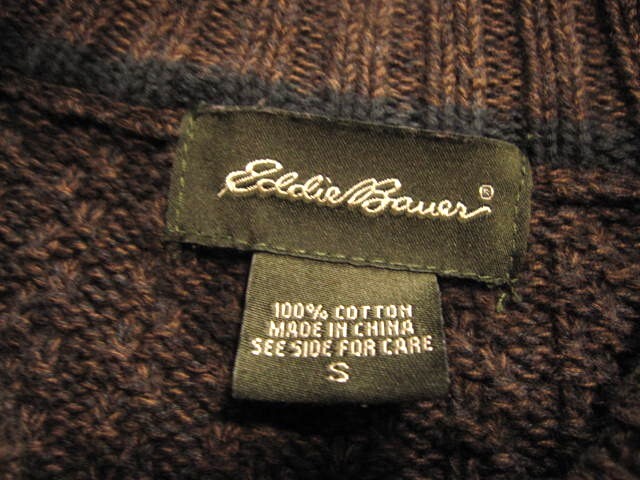 Eddie Bauer®
100% COTTON
MADE IN CHINA
SEE SIDE FOR CARE
S